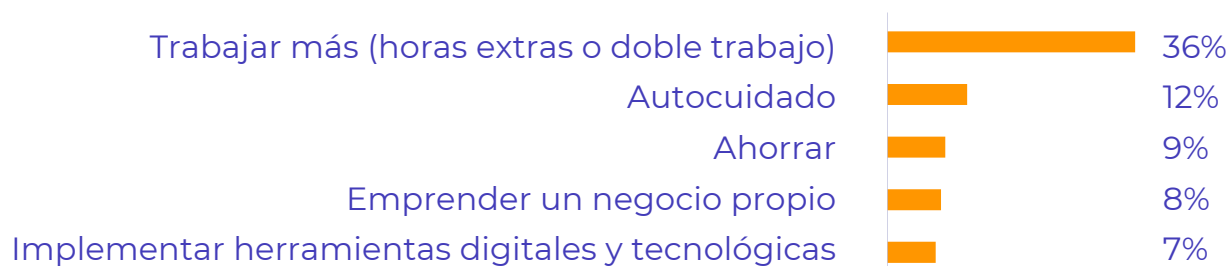 Trabajar más (horas extras o doble trabajo) 36%
Autocuidado 12%
Ahorrar 9%
Emprender un negocio propio 8%
Implementar herramientas digitales y tecnológicas 7%